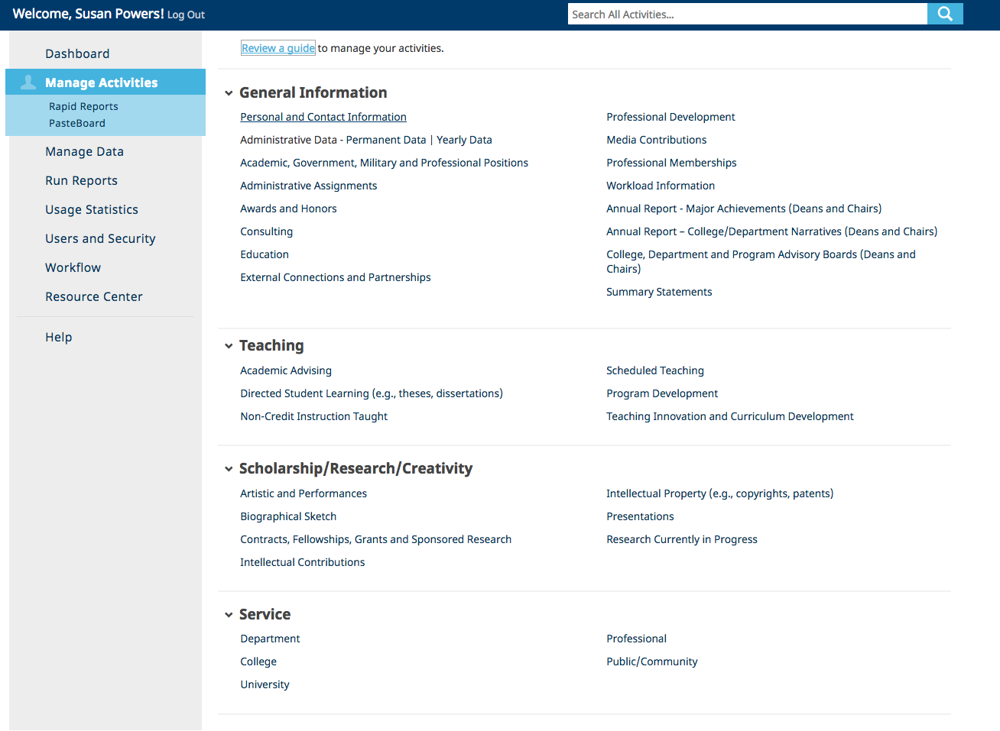 Welcome, Susan Powers! Log Out
Search All Activities...
Dashboard
Manage Activities
Rapid Reports
PasteBoard
Manage Data
Run Reports
Usage Statistics
Users and Security
Workflow
Resource Center
Help
Review a guide to manage your activities.
General Information
Personal and Contact Information
Administrative Data - Permanent Data | Yearly Data
Academic, Government, Military and Professional Positions
Administrative Assignments
Awards and Honors
Consulting
Education
External Connections and Partnerships
Professional Development
Media Contributions
Professional Memberships
Workload Information
Annual Report - Major Achievements (Deans and Chairs)
Annual Report – College/Department Narratives (Deans and Chairs)
College, Department and Program Advisory Boards (Deans and
Chairs)
Summary Statements
Teaching
Academic Advising
Directed Student Learning (e.g., theses, dissertations)
Non-Credit Instruction Taught
Scheduled Teaching
Program Development
Teaching Innovation and Curriculum Development
Scholarship/Research/Creativity
Artistic and Performances
Biographical Sketch
Contracts, Fellowships, Grants and Sponsored Research
Intellectual Contributions
Intellectual Property (e.g., copyrights, patents)
Presentations
Research Currently in Progress
Service
Department
College
University
Professional
Public/Community